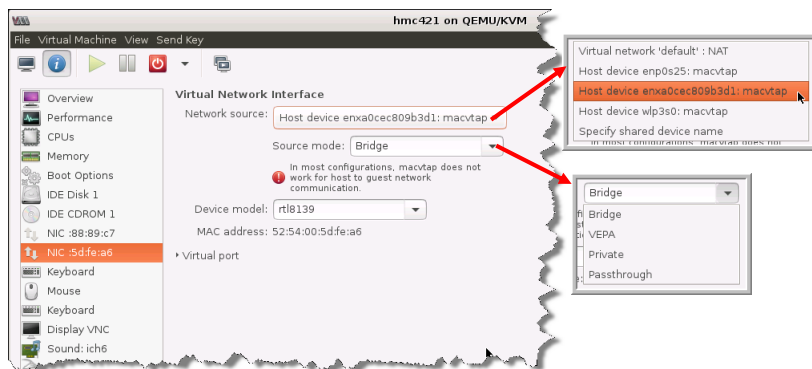 hmc421 on QEMU/KVM
File Virtual Machine View Send Key
Overview
Performance
CPUs
Memory
Boot Options
IDE Disk 1
IDE CDROM 1
NIC :88:89:c7
NIC :5d:fe:a6
Keyboard
Mouse
Keyboard
Display VNC
Sound: ich6
Virtual Network Interface
Network source: Host device enxa0cec809b3d1: macvtap
Source mode: Bridge
In most configurations, macvtap does not
work for host to guest network
communication.
Device model: rtl8139
MAC address: 52:54:00:5d:fe:a6
Virtual port
Virtual network 'default' : NAT
Host device enp0s25: macvtap
Host device enxa0cec809b3d1: macvtap
Host device wlp3s0: macvtap
Specify shared device name
Bridge
Bridge
VEPA
Private
Passthrough